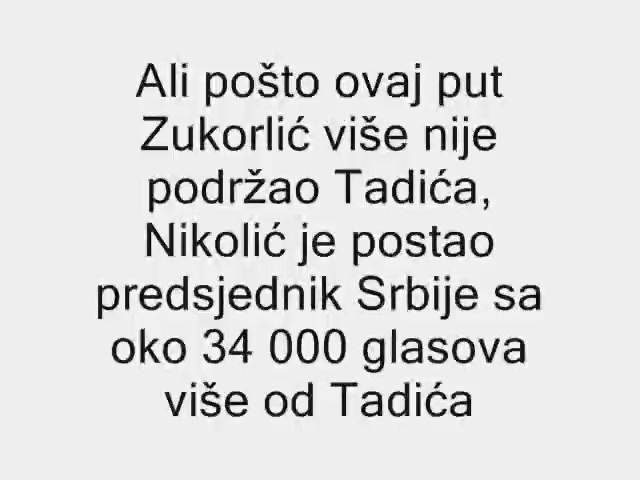 Ali pošto ovaj put
Zukorlić više nije
podržao Tadića,
Nikolić je postao
predsjednik Srbije sa
oko 34 000 glasova
više od Tadića